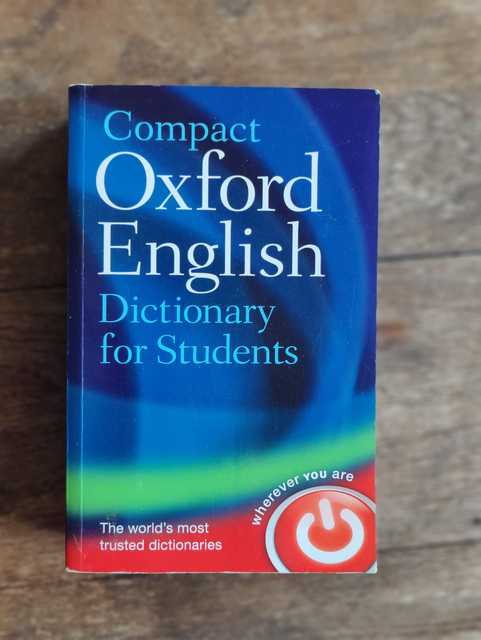 Compact
Oxford
English
Dictionary
for Students
wherever YOU are
The world's most
trusted dictionaries